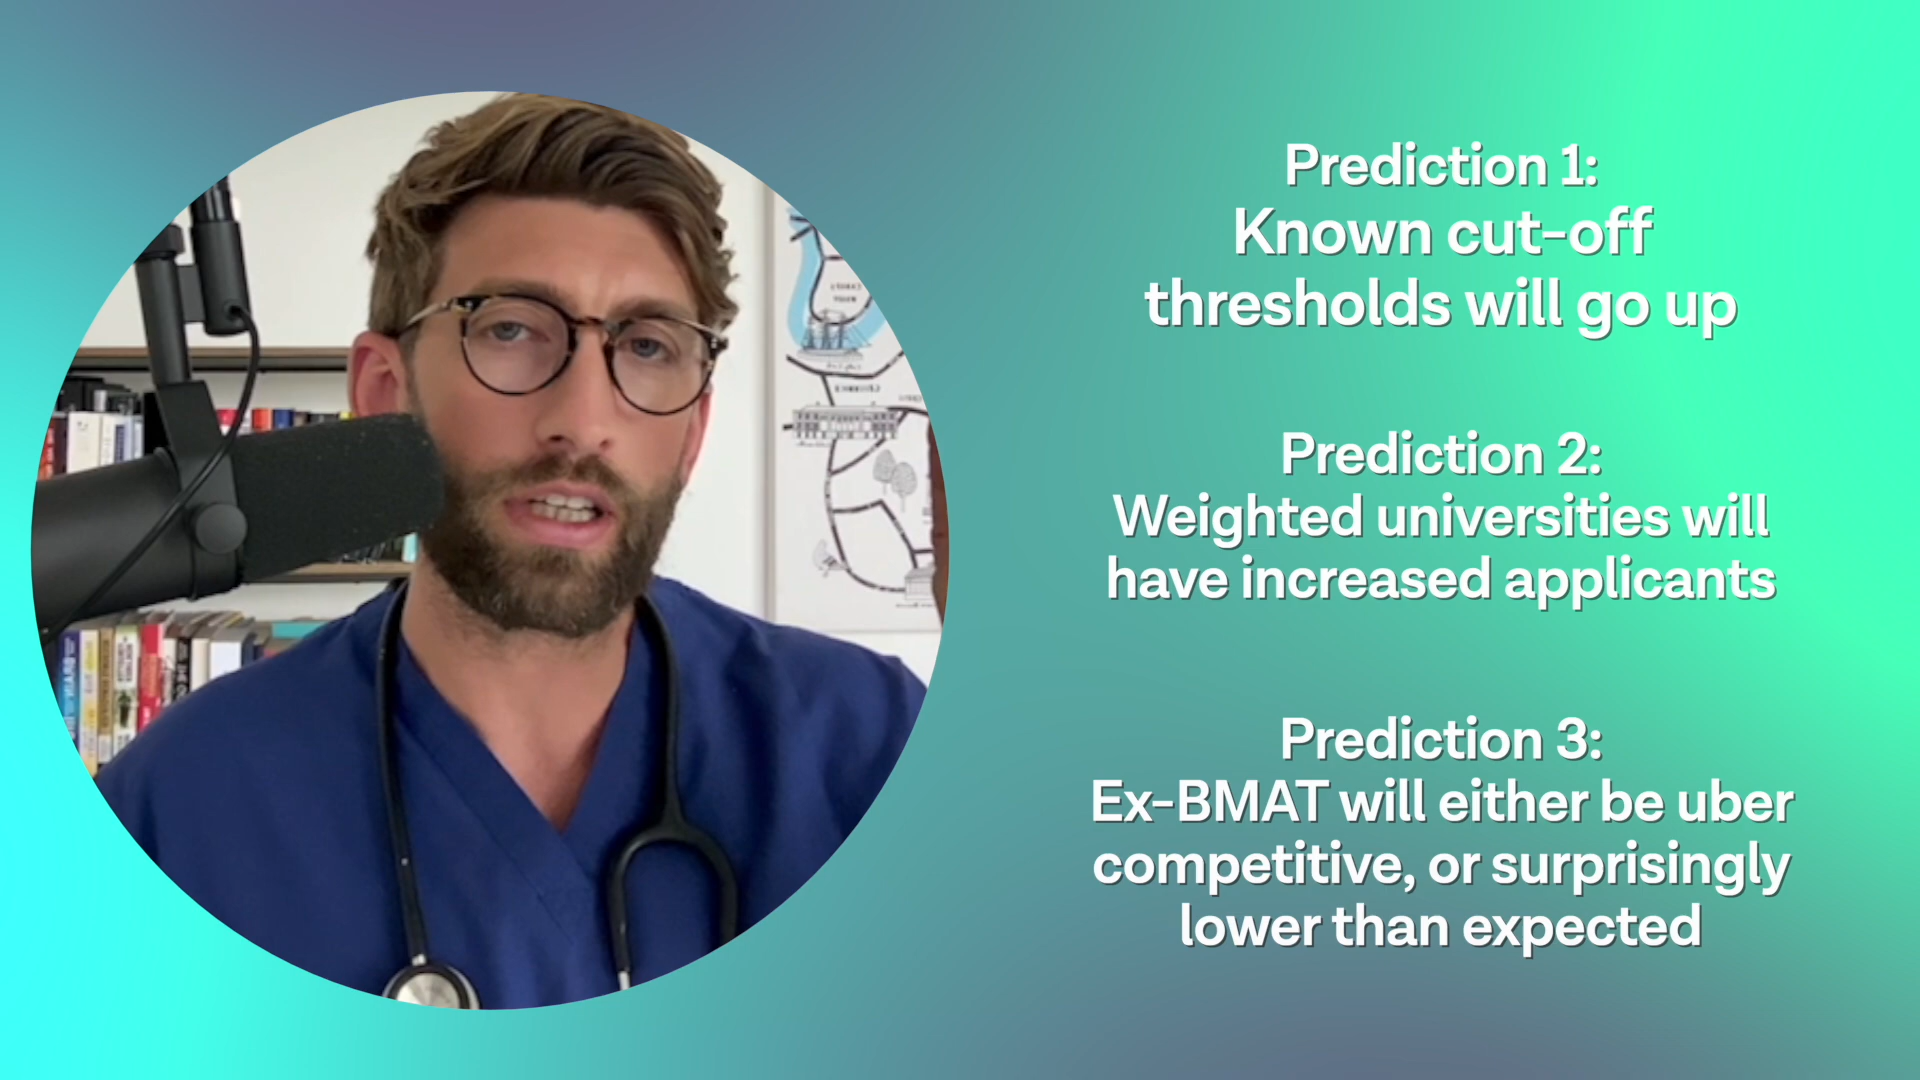 Prediction 1:
Known cut-off
thresholds will go up
Prediction 2:
Weighted universities will
have increased applicants
Prediction 3:
Ex-BMAT will either be uber
competitive, or surprisingly
lower than expected